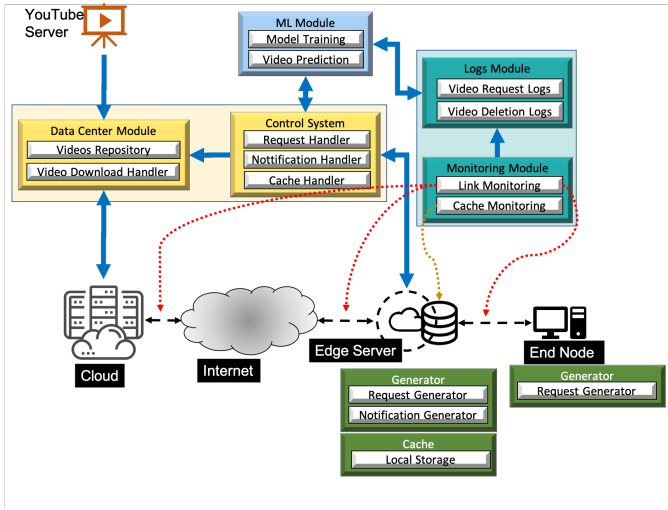 YouTube
Server
ML Module
Model Training
Video Prediction
Logs Module
Video Request Logs
Video Deletion Logs
Data Center Module
Videos Repository
Video Download Handler
Control System
Request Handler
Nottification Handler
Cache Handler
Monitoring Module
Link Monitoring
Cache Monitoring
Cloud
Internet
Edge Server
End Node
Generator
Request Generator
Notification Generator
Cache
Local Storage
Generator
Request Generator